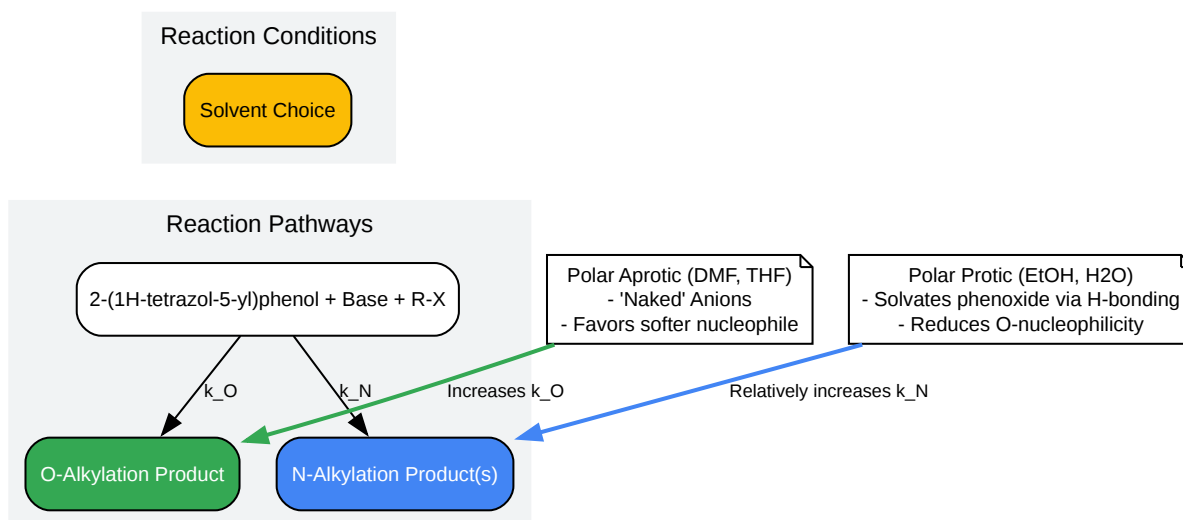 Reaction Conditions
Solvent Choice
Reaction Pathways
2-(1H-tetrazol-5-yl)phenol + Base + R-X
Polar Aprotic (DMF, THF)
- 'Naked' Anions
- Favors softer nucleophile
Polar Protic (EtOH, H2O)
- Solvates phenoxide via H-bonding
- Reduces O-nucleophilicity
k_O
k_N
Increases k_O
Relatively increases k_N
O-Alkylation Product
N-Alkylation Product(s)